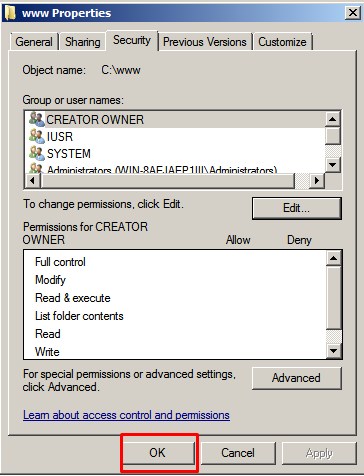 www Properties
General Sharing Security Previous Versions Customize
Object name: C:\www
Group or user names:
CREATOR OWNER
IUSR
SYSTEM
Administrators (WIN-8AEJAEP1III\Administrators)
To change permissions, click Edit.
Edit...
Permissions for CREATOR
OWNER Allow Deny
Full control
Modify
Read & execute
List folder contents
Read
Write
For special permissions or advanced settings,
click Advanced.
Advanced
Learn about access control and permissions
OK Cancel Apply